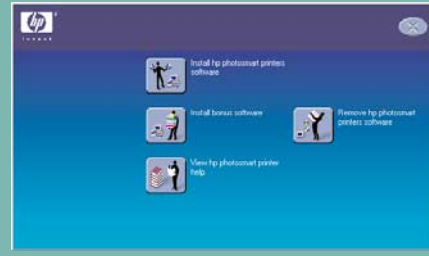 hp
invent
Install hp photosmart printers
software
Install bonus software
Remove hp photosmart
printers software
View hp photosmart printer
help